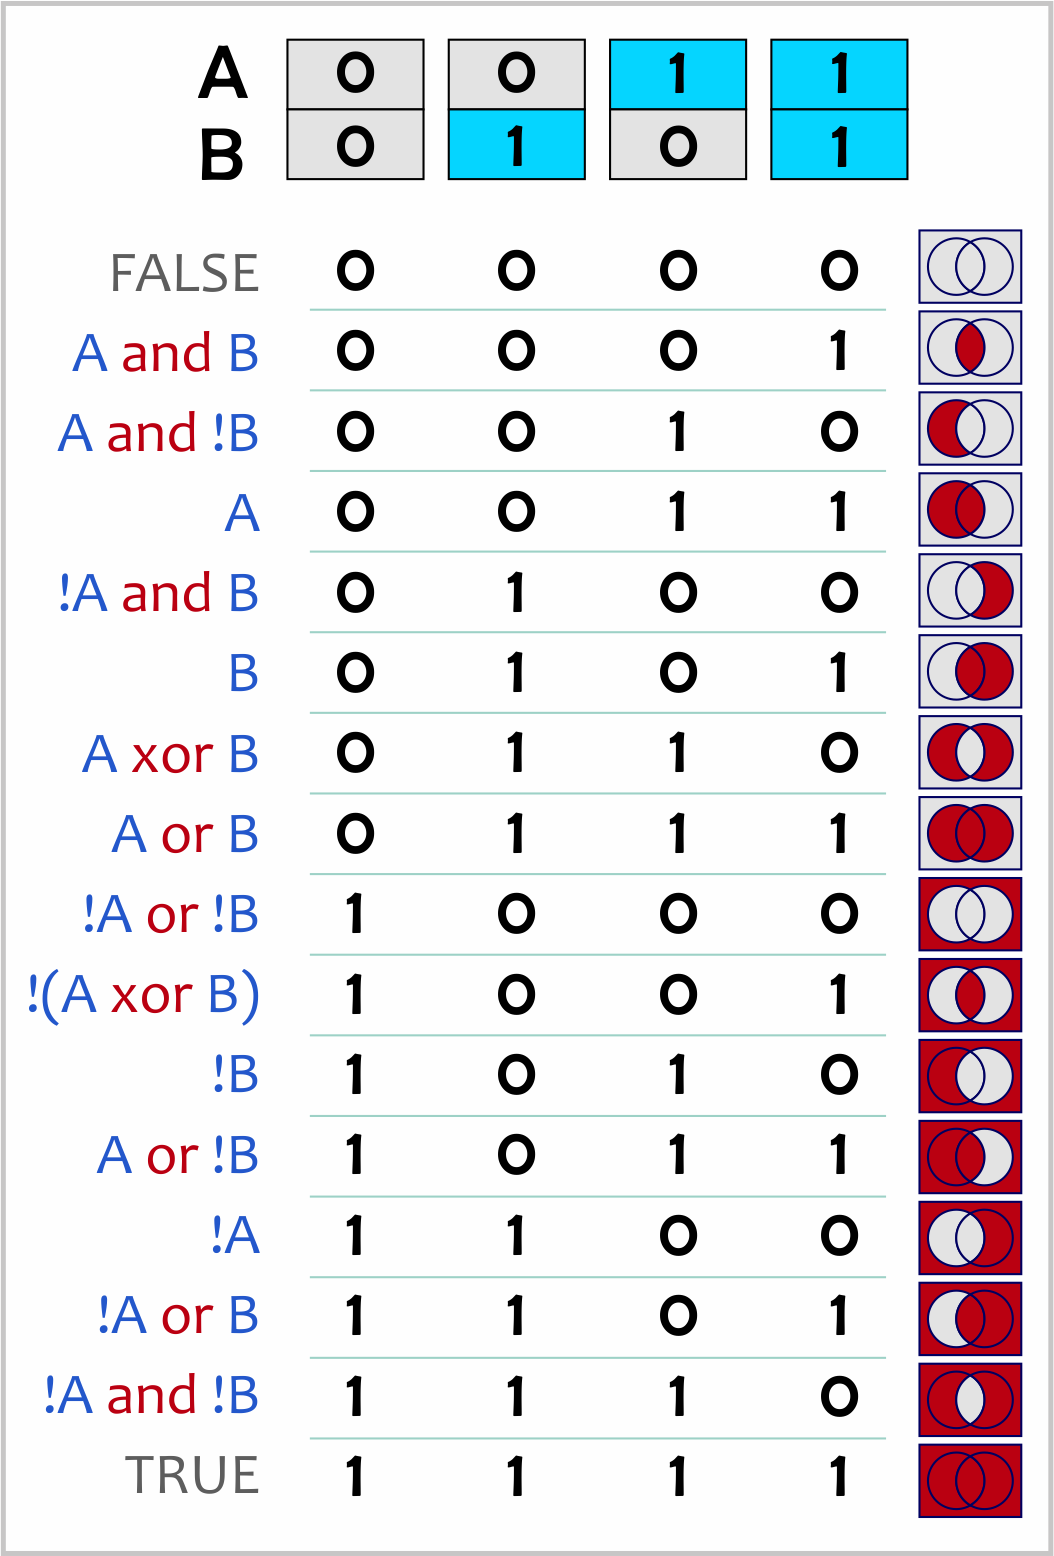 A 0 0 1 1
B 0 1 0 1
FALSE 0 0 0 0
A and B 0 0 0 1
A and !B 0 0 1 0
A 0 0 1 1
!A and B 0 1 0 0
B 0 1 0 1
A xor B 0 1 1 0
A or B 0 1 1 1
!A or !B 1 0 0 0
!(A xor B) 1 0 0 1
!B 1 0 1 0
A or !B 1 0 1 1
!A 1 1 0 0
!A or B 1 1 0 1
!A and !B 1 1 1 0
TRUE 1 1 1 1